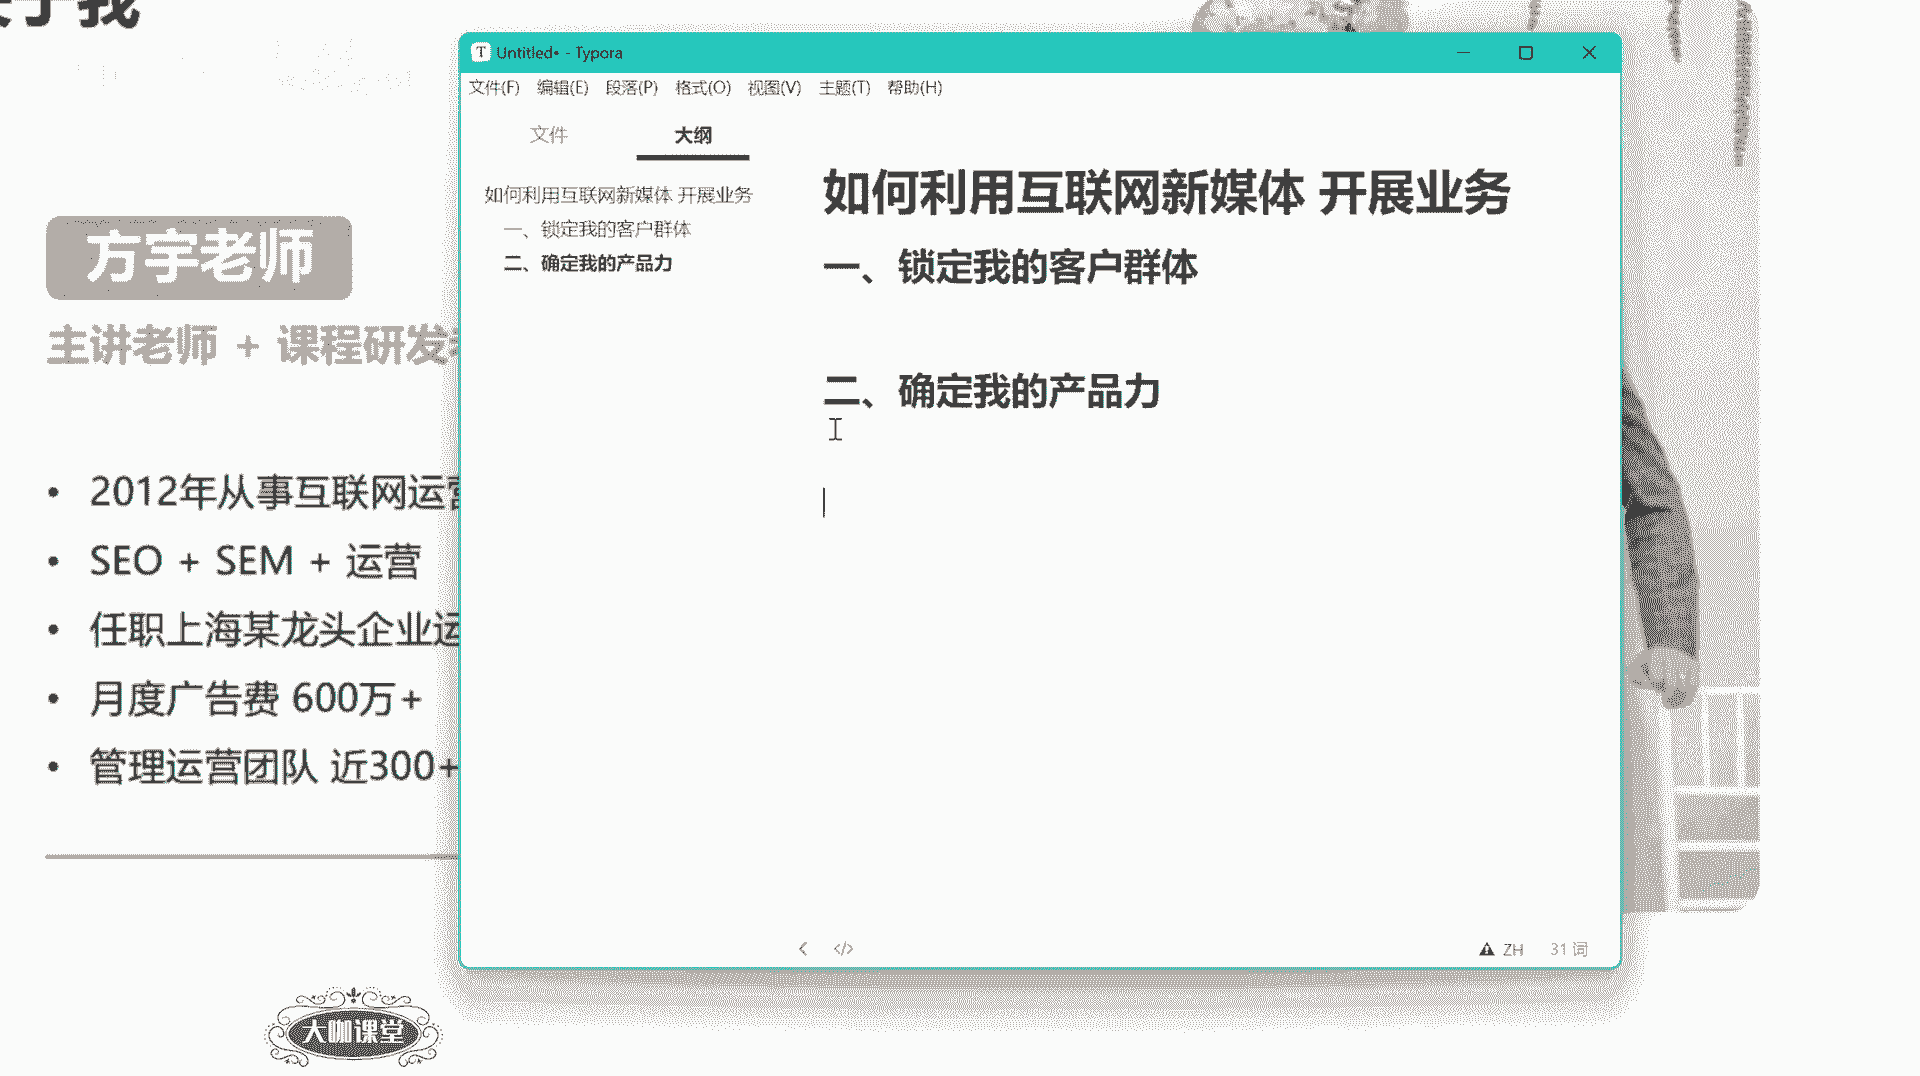 于我
方宇老师
主讲老师 + 课程研发
2012年从事互联网运营
SEO + SEM + 运营
任职上海某龙头企业运
月度广告费 600万+
管理运营团队 近300+
大咖课堂
Untitled• - Typora
文件(F) 编辑(E) 段落(P) 格式(O) 视图(V) 主题(T) 帮助(H)
文件 大纲
如何利用互联网新媒体 开展业务
一、锁定我的客户群体
二、确定我的产品力
如何利用互联网新媒体 开展业务
一、锁定我的客户群体
二、确定我的产品力
ZH 31 词